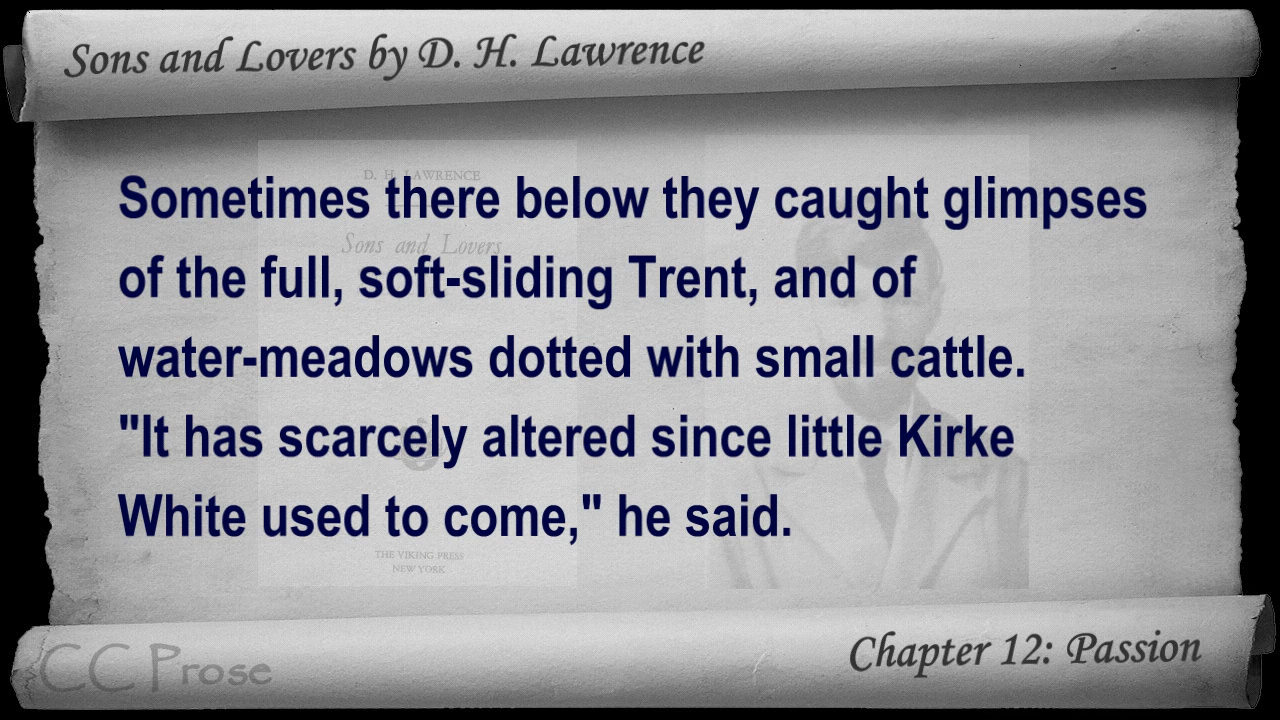 Sons and Lovers by D. H. Lawrence
D. H. LAWRENCE
Sons and Lovers
Sometimes there below they caught glimpses
of the full, soft-sliding Trent, and of
water-meadows dotted with small cattle.
"It has scarcely altered since little Kirke
White used to come," he said.
THE VIKING PRESS
NEW YORK
CC Prose
Chapter 12: Passion